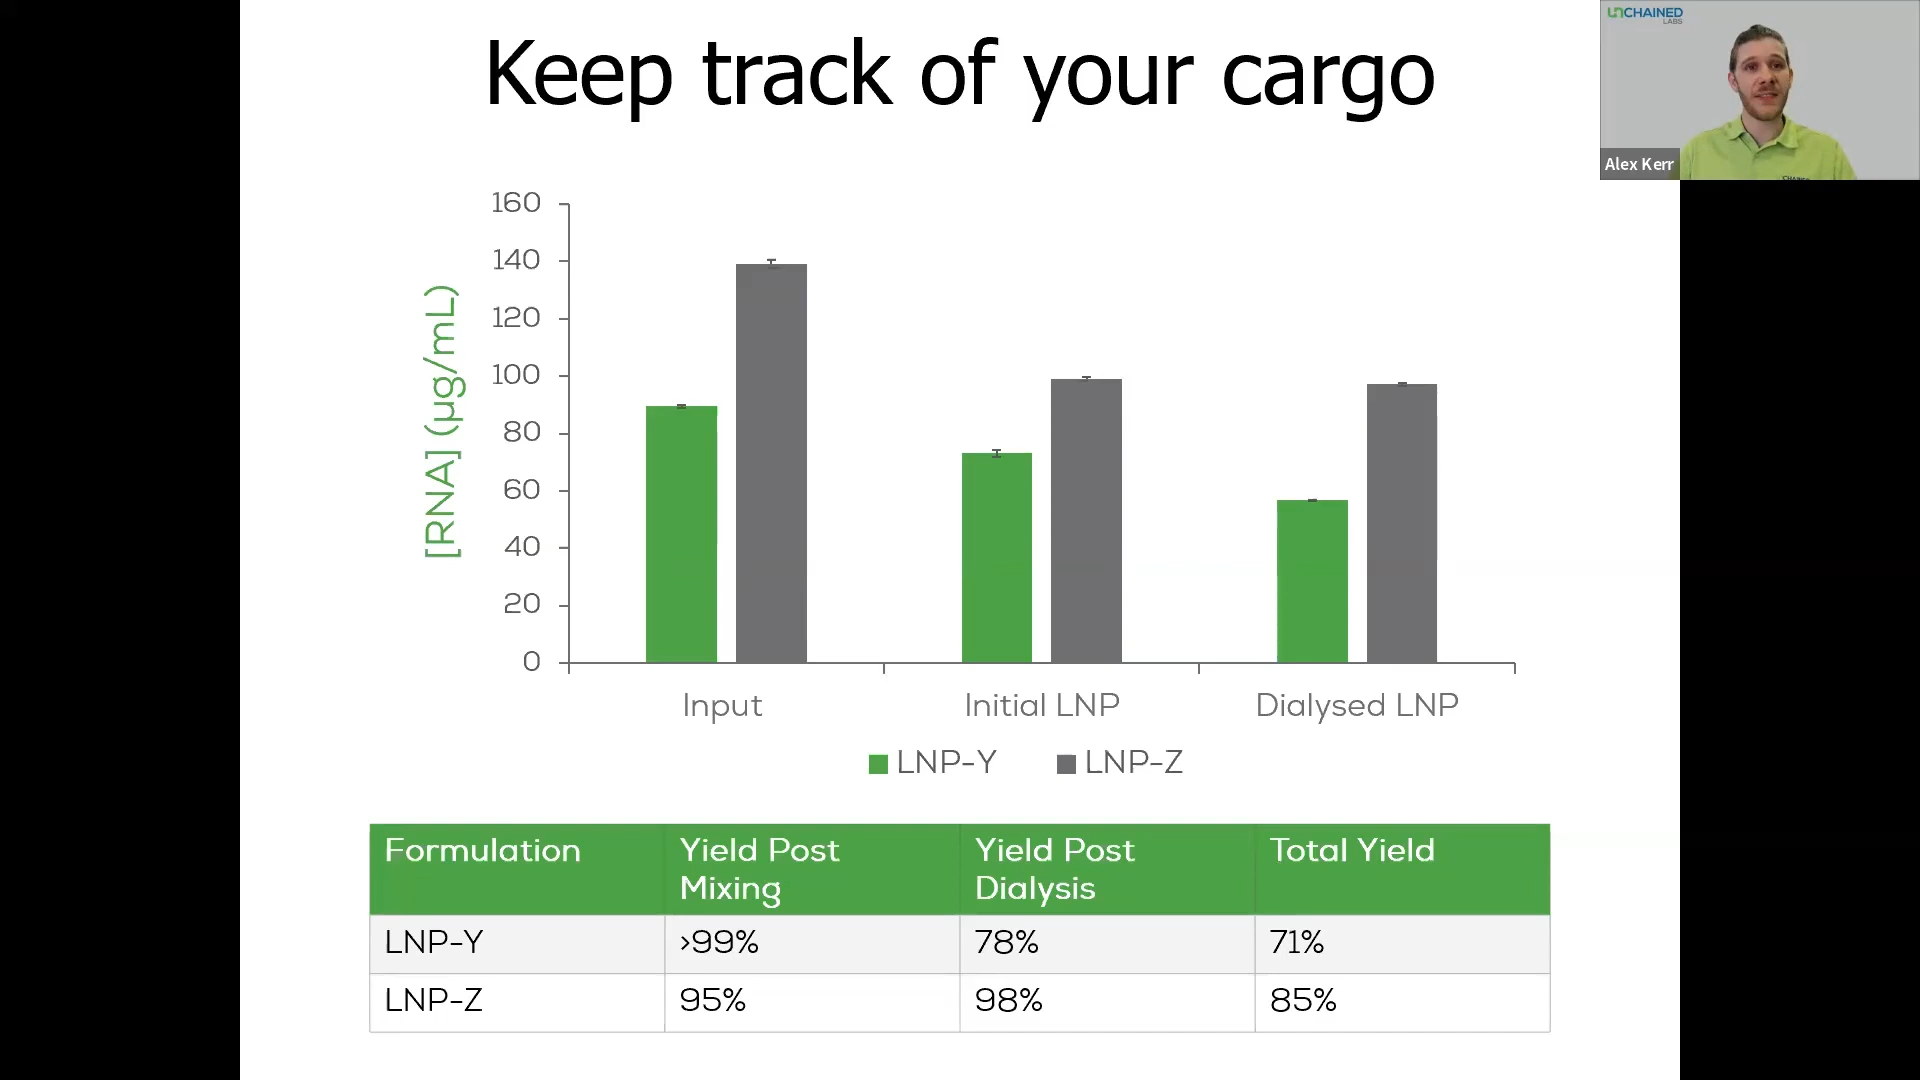 Keep track of your cargo
UNCHAINED
LABS
Alex Kerr
[RNA] (µg/mL)
160
140
120
100
80
60
40
20
0
Input
Initial LNP
Dialysed LNP
LNP-Y
LNP-Z
Formulation
Yield Post
Mixing
Yield Post
Dialysis
Total Yield
LNP-Y
>99%
78%
71%
LNP-Z
95%
98%
85%